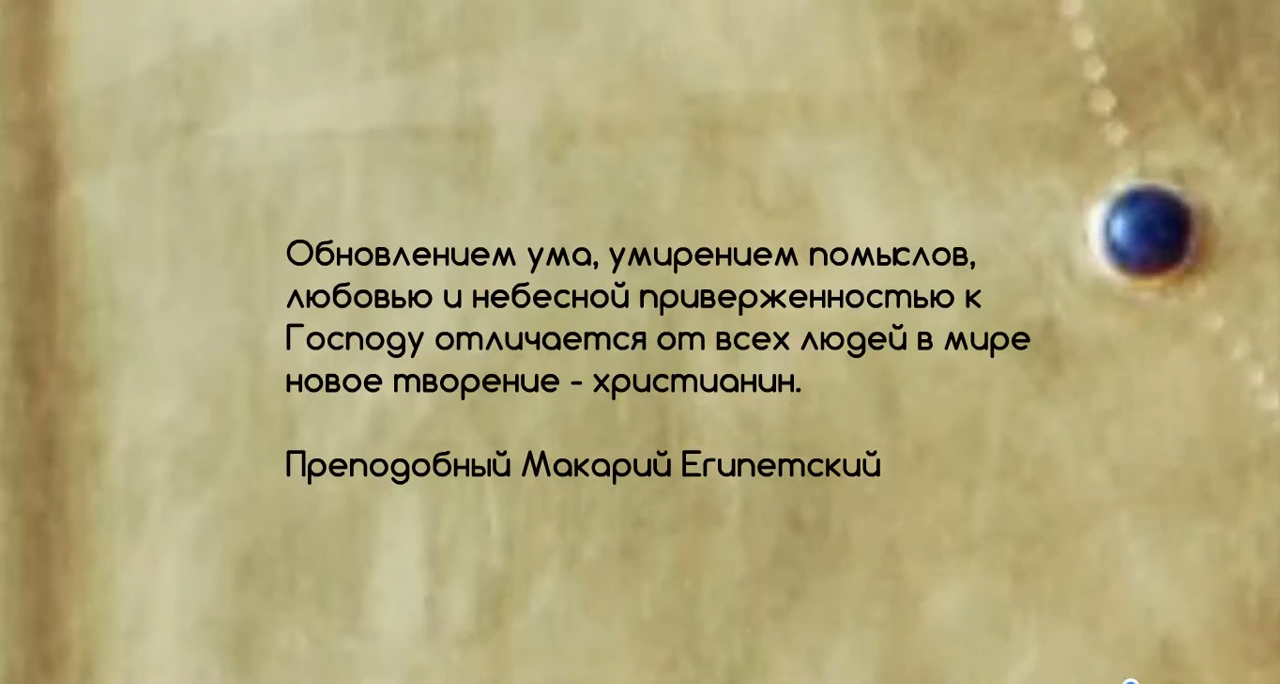 Обновлением ума, умирением помыслов,
любовью и небесной приверженностью к
Господу отличается от всех людей в мире
новое творение - христианин.
Преподобный Макарий Египетский